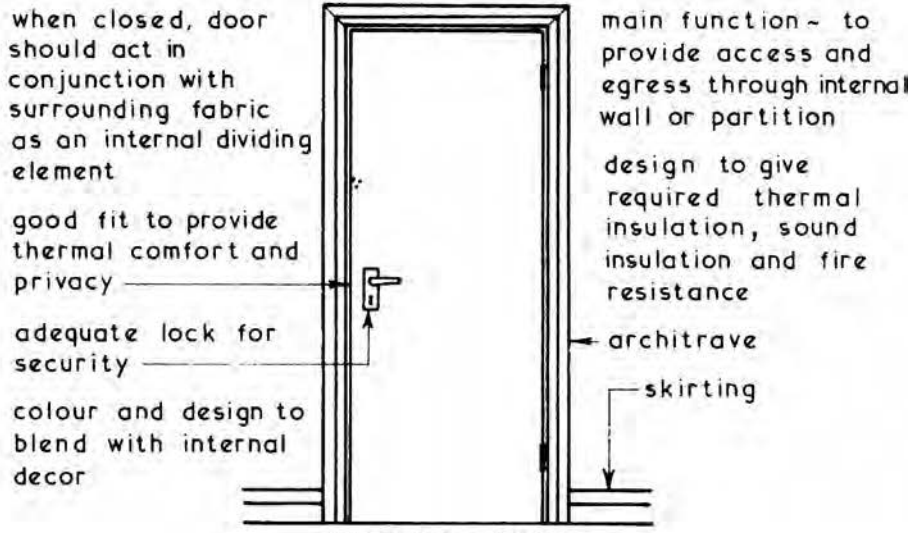 when closed, door
should act in
conjunction with
surrounding fabric
as an internal dividing
element
good fit to provide
thermal comfort and
privacy
adequate lock for
security
colour and design to
blend with internal
decor
main function ~ to
provide access and
egress through internal
wall or partition
design to give
required thermal
insulation, sound
insulation and fire
resistance
architrave
skirting